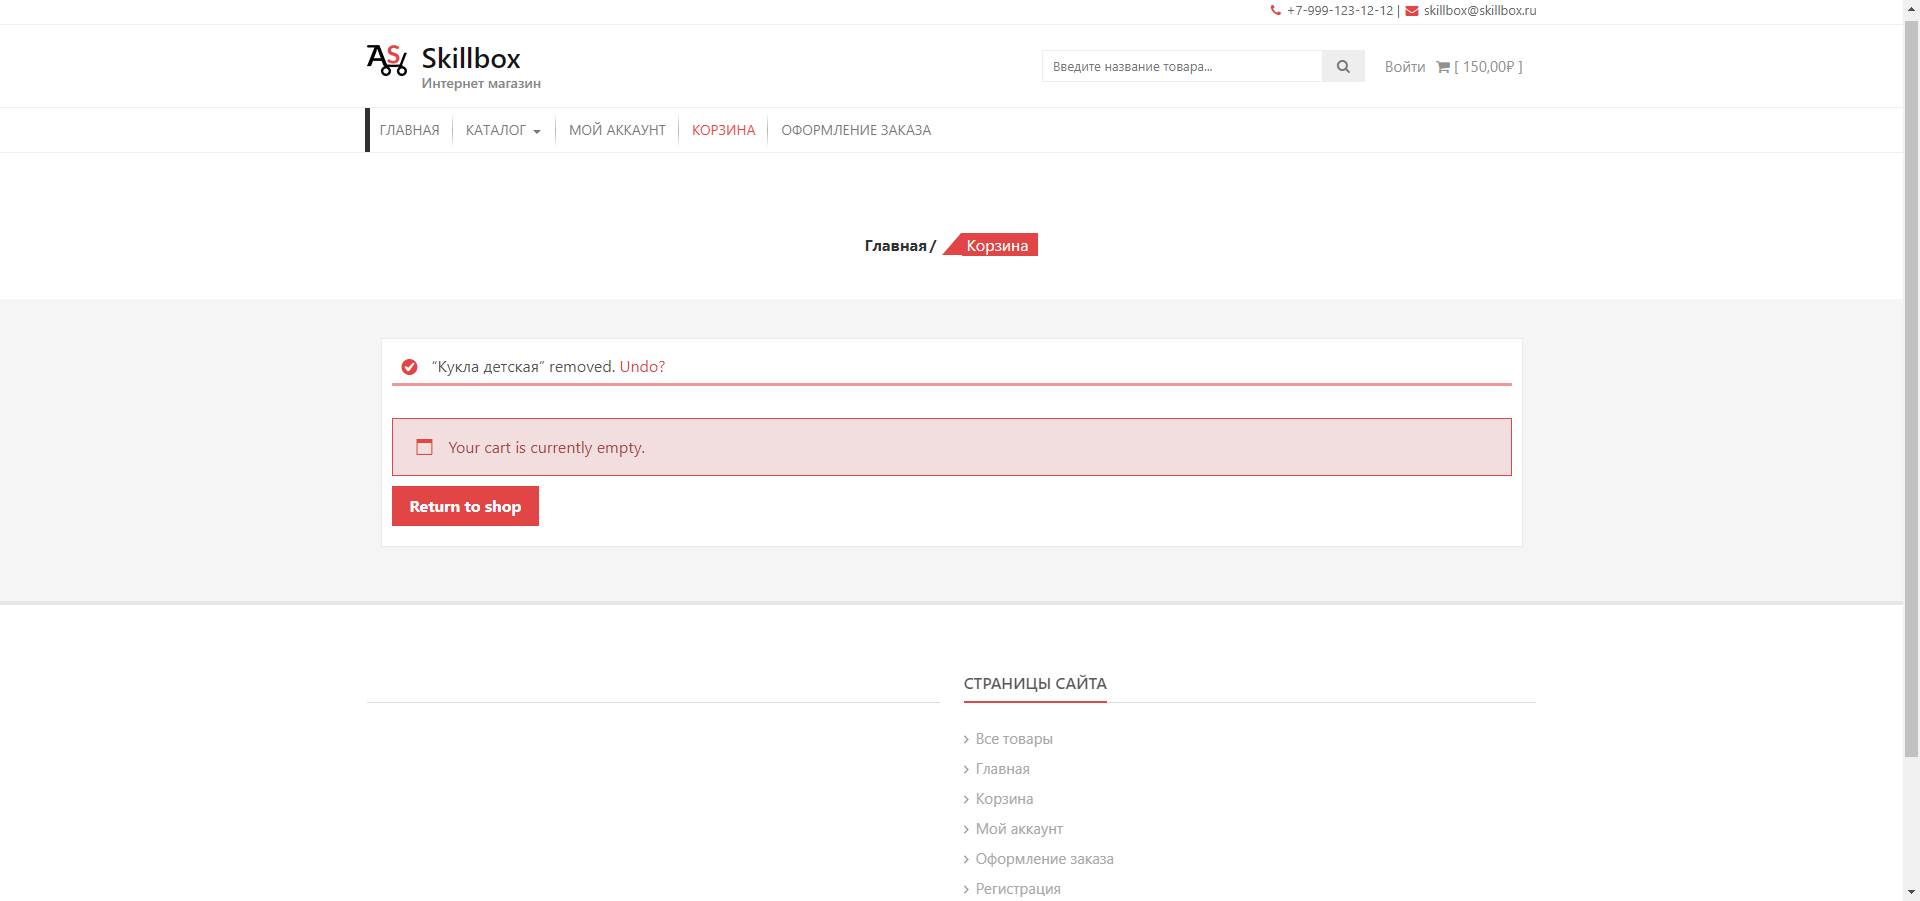 +7-999-123-12-12 | skillbox@skillbox.ru
AS
Skillbox
Интернет магазин
Введите название товара...
Войти [ 150,00₽ ]
ГЛАВНАЯ КАТАЛОГ МОЙ АККАУНТ КОРЗИНА ОФОРМЛЕНИЕ ЗАКАЗА
Главная / Корзина
“Кукла детская” removed. Undo?
Your cart is currently empty.
Return to shop
СТРАНИЦЫ САЙТА
Все товары
Главная
Корзина
Мой аккаунт
Оформление заказа
Регистрация